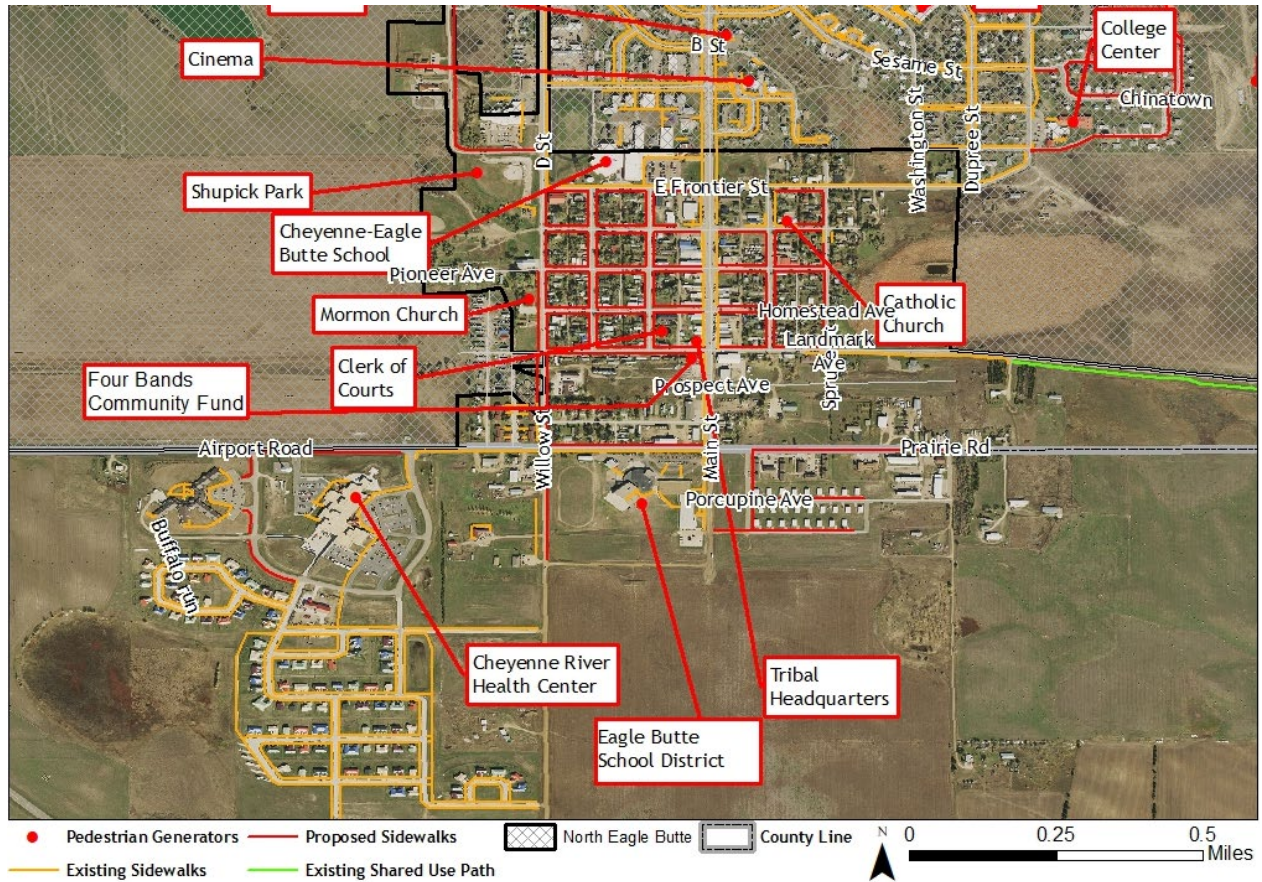 B St
Cinema
Sesame St
College
Center
Chinatown
Washington St
Dupree St
D St
Shupick Park
E Frontier St
Cheyenne-Eagle
Butte School
Pioneer Ave
Mormon Church
Homestead Ave
Catholic
Church
Clerk of
Courts
Landmark
Ave
Spruce
Four Bands
Community Fund
Prospect Ave
Willow St
Main St
Airport Road
Prairie Rd
Porcupine Ave
Buffalo run
Cheyenne River
Health Center
Tribal
Headquarters
Eagle Butte
School District
Pedestrian Generators
Proposed Sidewalks
North Eagle Butte
County Line
N
0 0.25 0.5
Miles
Existing Sidewalks
Existing Shared Use Path